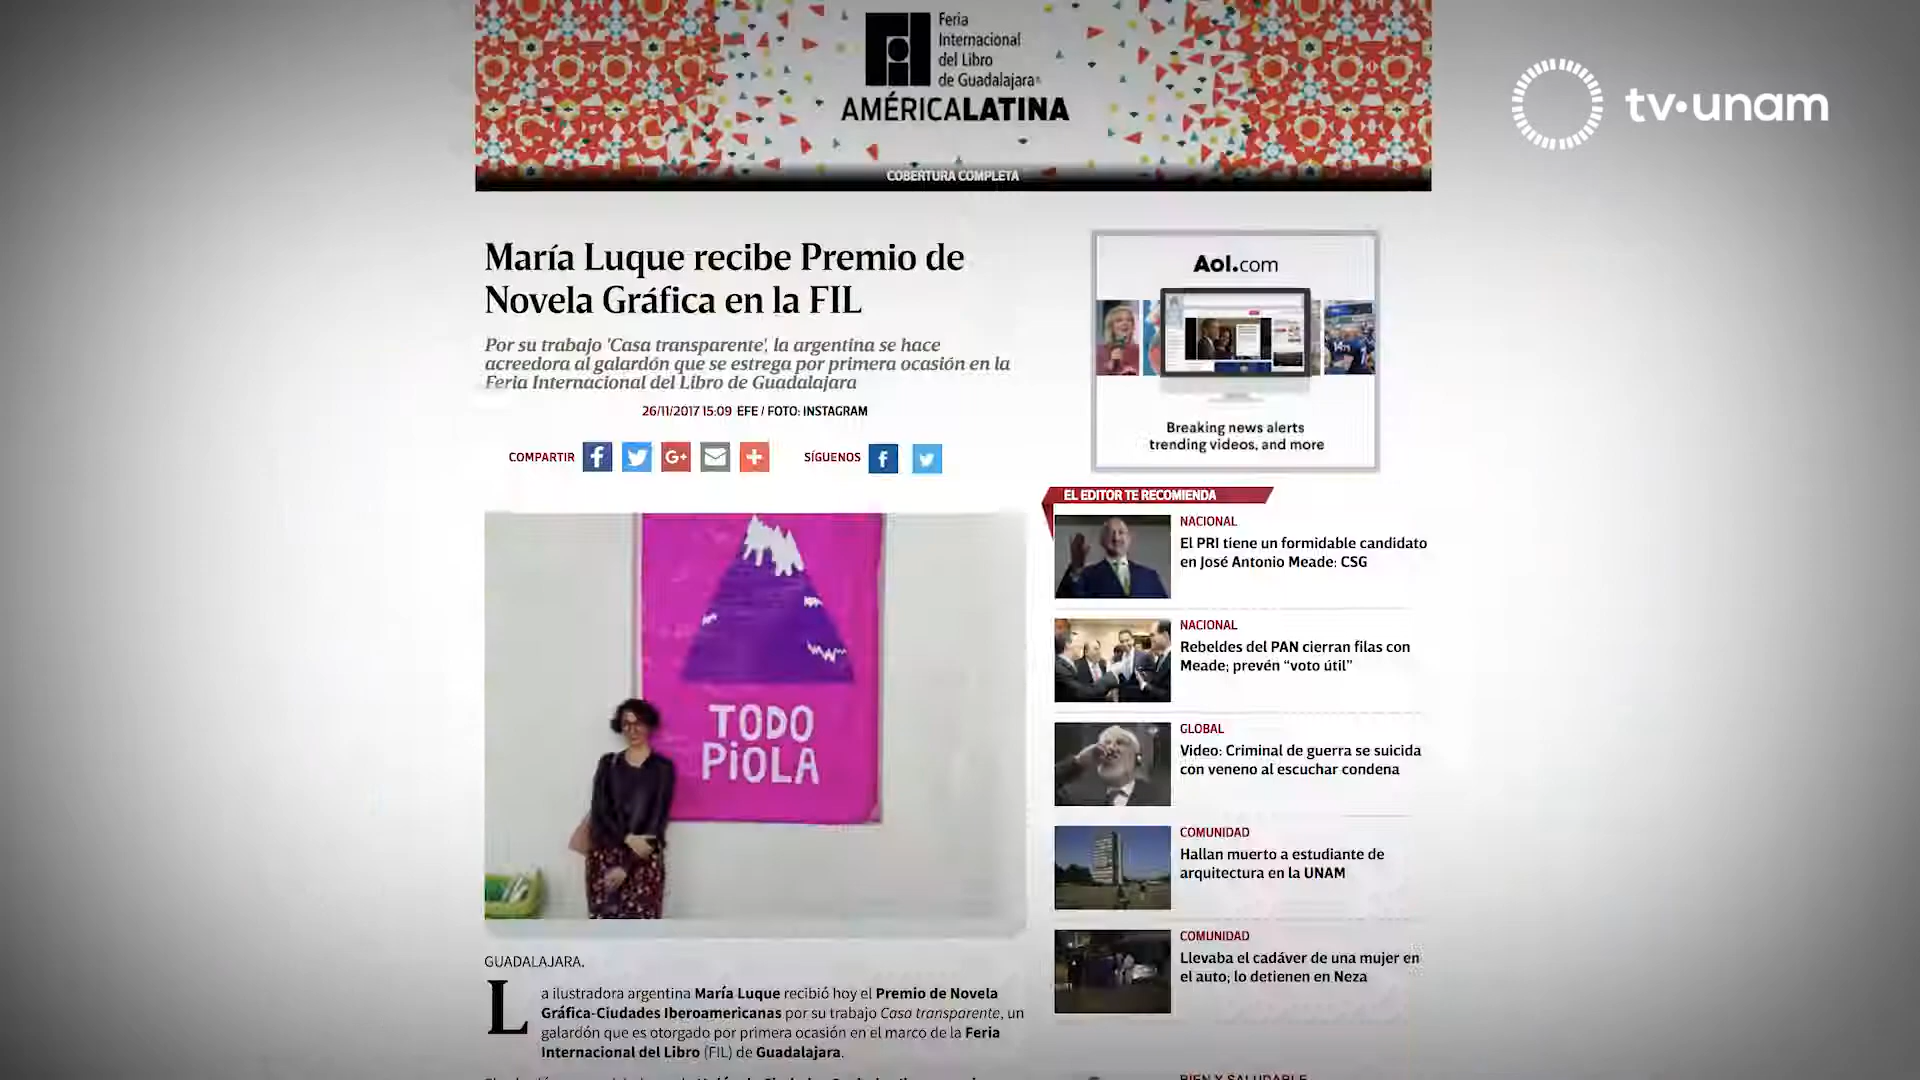 Feria
Internacional
del Libro
de Guadalajara®
AMÉRICALATINA
COBERTURA COMPLETA
tv·unam
María Luque recibe Premio de
Novela Gráfica en la FIL
Por su trabajo 'Casa transparente', la argentina se hace
acreedora al galardón que se estrega por primera ocasión en la
Feria Internacional del Libro de Guadalajara
26/11/2017 15:09 EFE / FOTO: INSTAGRAM
COMPARTIR
SÍGUENOS
TODO
PiOLA
GUADALAJARA.
La ilustradora argentina María Luque recibió hoy el Premio de Novela
Gráfica-Ciudades Iberoamericanas por su trabajo Casa transparente, un
galardón que es otorgado por primera ocasión en el marco de la Feria
Internacional del Libro (FIL) de Guadalajara.
Aol.com
Breaking news alerts
trending videos, and more
EL EDITOR TE RECOMIENDA
NACIONAL
El PRI tiene un formidable candidato
en José Antonio Meade: CSG
NACIONAL
Rebeldes del PAN cierran filas con
Meade; prevén “voto útil”
GLOBAL
Video: Criminal de guerra se suicida
con veneno al escuchar condena
COMUNIDAD
Hallan muerto a estudiante de
arquitectura en la UNAM
COMUNIDAD
Llevaba el cadáver de una mujer en
el auto; lo detienen en Neza
BIEN Y SALUDABLE